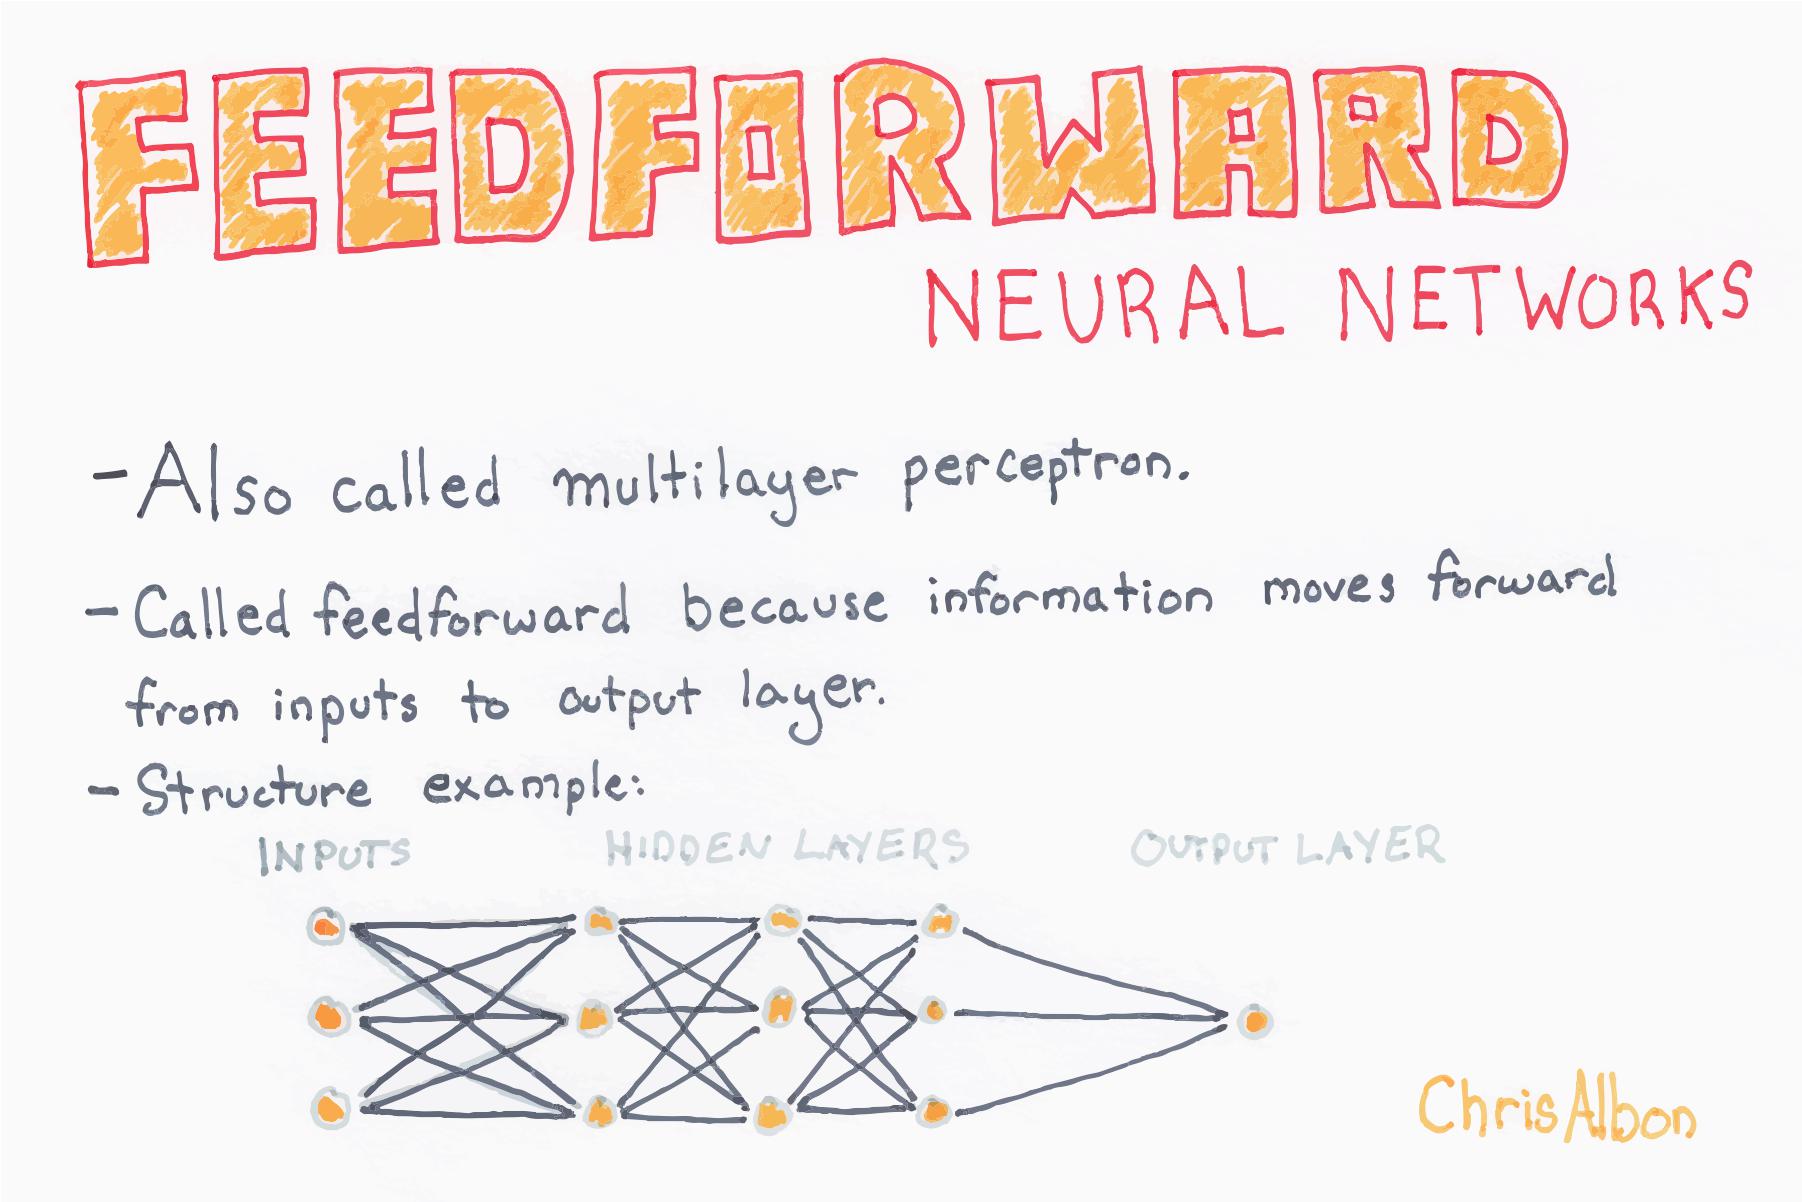 FEEDFORWARD
NEURAL NETWORKS
- Also called multilayer perceptron.
- Called feedforward because information moves forward
from inputs to output layer.
- Structure example:
INPUTS HIDDEN LAYERS OUTPUT LAYER
Chris Albon